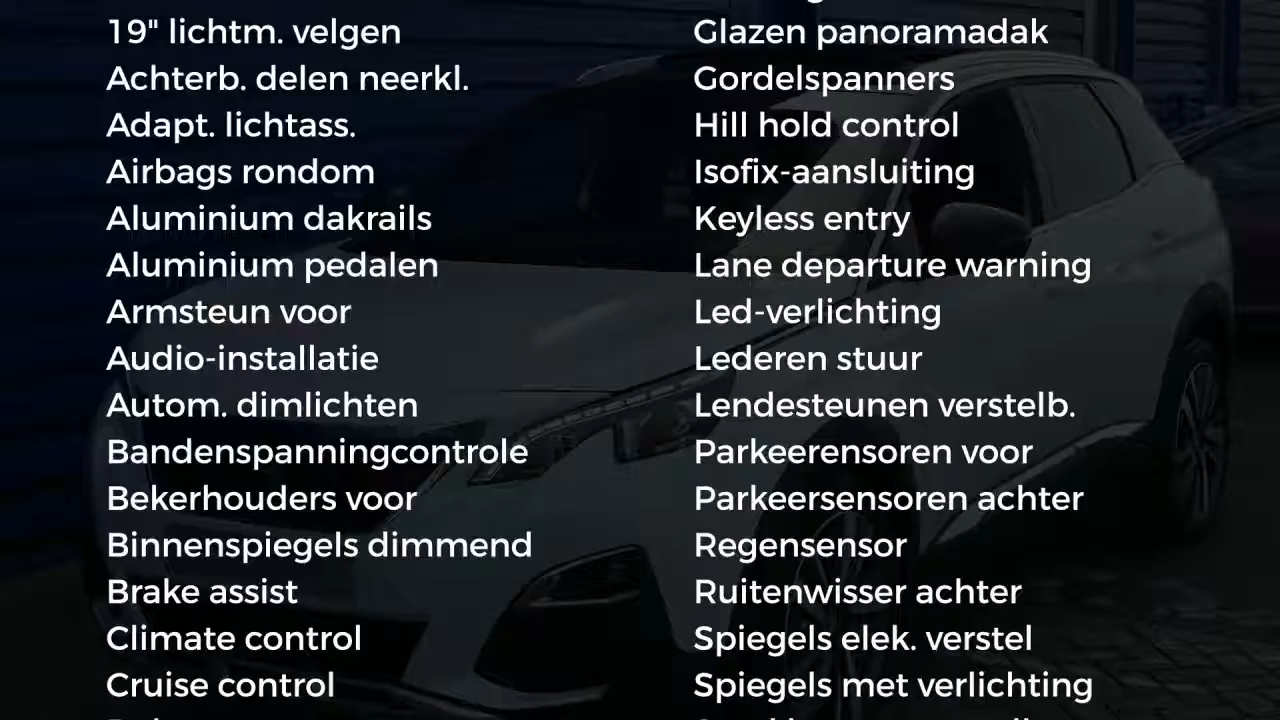 19" lichtm. velgen
Achterb. delen neerkl.
Adapt. lichtass.
Airbags rondom
Aluminium dakrails
Aluminium pedalen
Armsteun voor
Audio-installatie
Autom. dimlichten
Bandenspanningcontrole
Bekerhouders voor
Binnenspiegels dimmend
Brake assist
Climate control
Cruise control
Glazen panoramadak
Gordelspanners
Hill hold control
Isofix-aansluiting
Keyless entry
Lane departure warning
Led-verlichting
Lederen stuur
Lendesteunen verstelb.
Parkeerensoren voor
Parkeersensoren achter
Regensensor
Ruitenwisser achter
Spiegels elek. verstel
Spiegels met verlichting